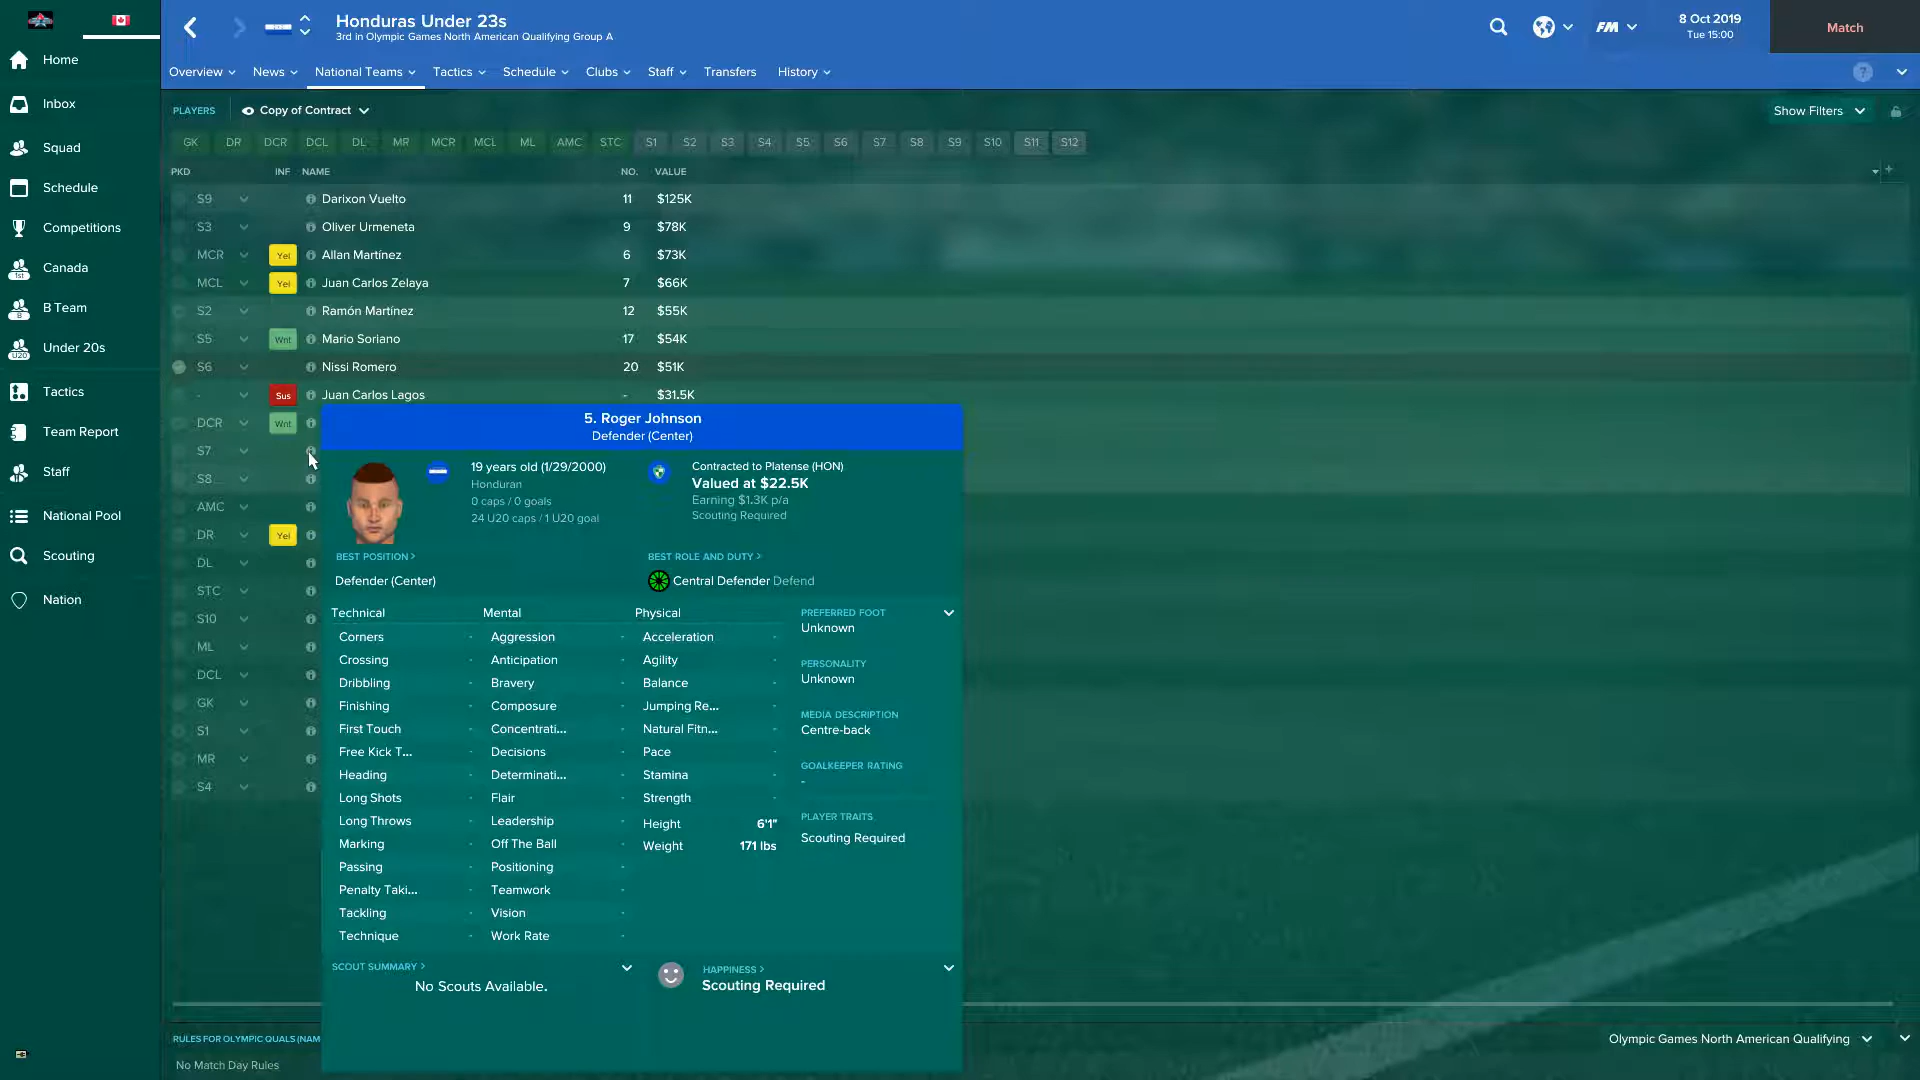 Honduras Under 23s
3rd in Olympic Games North American Qualifying Group A
FM
8 Oct 2019
Tue 15:00
Match
Overview
News
National Teams
Tactics
Schedule
Clubs
Staff
Transfers
History
?
Home
Inbox
Squad
Schedule
Competitions
1st
Canada
B
B Team
U20
Under 20s
Tactics
Team Report
Staff
National Pool
Scouting
Nation
PLAYERS
Copy of Contract
Show Filters
GK DR DCR DCL DL MR MCR MCL ML AMC STC S1 S2 S3 S4 S5 S6 S7 S8 S9 S10 S11 S12
PKD INF NAME NO. VALUE
S9 Darixon Vuelto 11 $125K
S3 Oliver Urmeneta 9 $78K
MCR Yel Allan Martínez 6 $73K
MCL Yel Juan Carlos Zelaya 7 $66K
S2 Ramón Martínez 12 $55K
S5 Wnt Mario Soriano 17 $54K
S6 Nissi Romero 20 $51K
- Sus Juan Carlos Lagos - $31.5K
DCR Wnt
S7
S8
AMC
DR Yel
DL
STC
S10
ML
DCL
GK
S1
MR
S4
5. Roger Johnson
Defender (Center)
19 years old (1/29/2000)
Honduran
0 caps / 0 goals
24 U20 caps / 1 U20 goal
Contracted to Platense (HON)
Valued at $22.5K
Earning $1.3K p/a
Scouting Required
BEST POSITION >
Defender (Center)
BEST ROLE AND DUTY >
Central Defender Defend
Technical Mental Physical
Corners - Aggression - Acceleration -
Crossing - Anticipation - Agility -
Dribbling - Bravery - Balance -
Finishing - Composure - Jumping Re... -
First Touch - Concentrati... - Natural Fitn... -
Free Kick T... - Decisions - Pace -
Heading - Determinati... - Stamina -
Long Shots - Flair - Strength -
Long Throws - Leadership - Height 6'1"
Marking - Off The Ball - Weight 171 lbs
Passing - Positioning -
Penalty Taki... - Teamwork -
Tackling - Vision -
Technique - Work Rate -
PREFERRED FOOT
Unknown
PERSONALITY
Unknown
MEDIA DESCRIPTION
Centre-back
GOALKEEPER RATING
-
PLAYER TRAITS
Scouting Required
SCOUT SUMMARY >
No Scouts Available.
HAPPINESS >
Scouting Required
RULES FOR OLYMPIC QUALS (NAM
No Match Day Rules
Olympic Games North American Qualifying